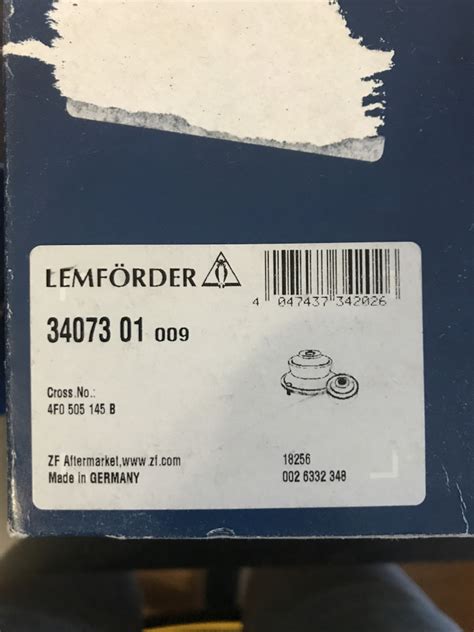 LEMFÖRDER
4 047437 342026
34073 01 009
Cross.No.:
4F0 505 145 B
ZF Aftermarket,www.zf.com
Made in GERMANY
18256
002 6332 348